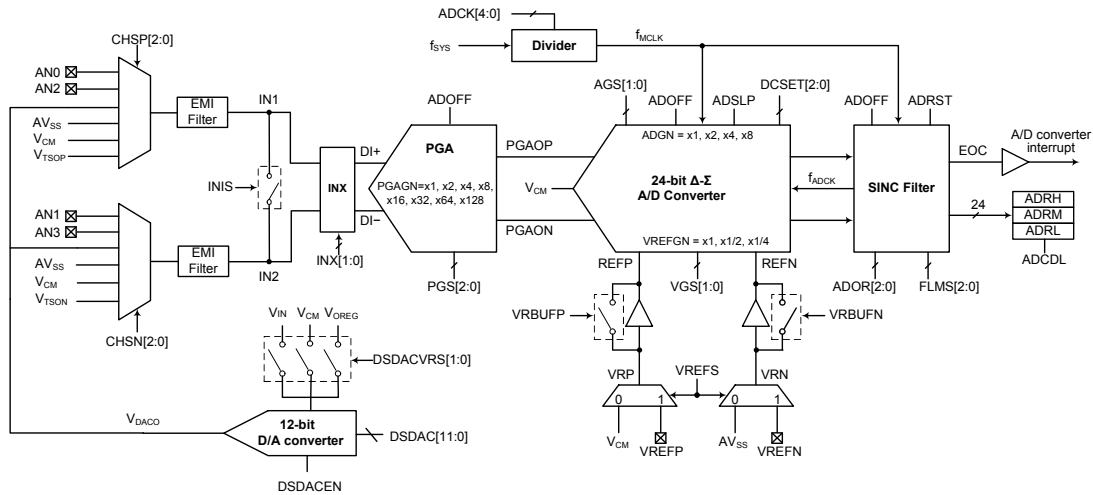 ADCK[4:0]
fSYS
Divider
fMCLK
CHSP[2:0]
AN0
AN2
AVSS
VCM
VTSOP
EMI
Filter
IN1
INIS
AN1
AN3
AVSS
VCM
VTSON
EMI
Filter
IN2
CHSN[2:0]
INX
INX[1:0]
DI+
DI−
ADOFF
PGA
PGAGN=x1, x2, x4, x8,
x16, x32, x64, x128
PGS[2:0]
PGAOP
VCM
PGAON
AGS[1:0]
ADOFF
ADSLP
DCSET[2:0]
ADGN = x1, x2, x4, x8
24-bit Δ-Σ
A/D Converter
VREFGN = x1, x1/2, x1/4
REFP
VGS[1:0]
REFN
fADCK
ADOFF
ADRST
SINC Filter
ADOR[2:0]
FLMS[2:0]
EOC
A/D converter
interrupt
24
ADRH
ADRM
ADRL
ADCDL
VRBUFP
VRBUFN
VRP
VREFS
VRN
0
1
0
1
VCM
VREFP
AVSS
VREFN
VIN
VCM
VOREG
DSDACVRS[1:0]
VDACO
12-bit
D/A converter
DSDAC[11:0]
DSDACEN